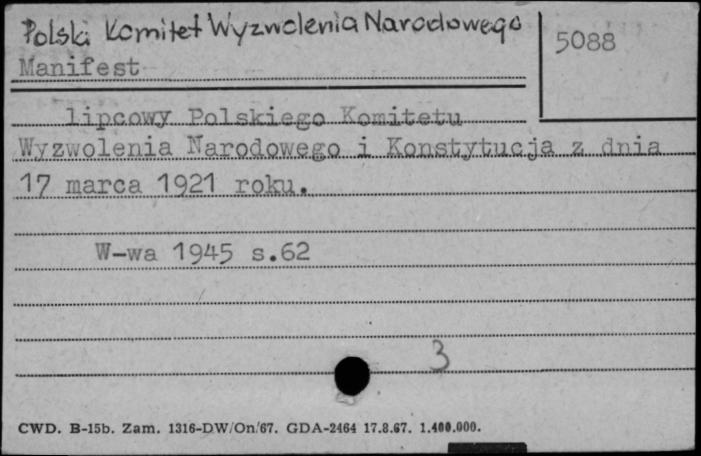 Polski Komitet Wyzwolenia Narodowego
5088
Manifest
lipcowy Polskiego Komitetu
Wyzwolenia Narodowego i Konstytucja z dnia
17 marca 1921 roku.
W-wa 1945 s.62
3
CWD. B-15b. Zam. 1316-DW/On/67. GDA-2464 17.8.67. 1.400.000.